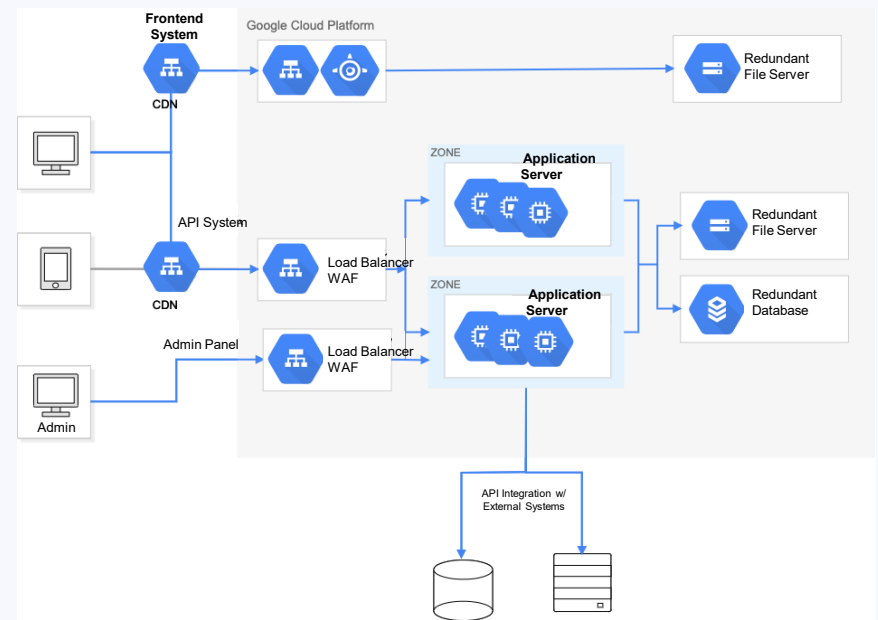 Frontend
System
Google Cloud Platform
CDN
Redundant
File Server
ZONE
Application
Server
API System
Redundant
File Server
Load Balancer
WAF
CDN
ZONE
Application
Server
Redundant
Database
Admin Panel
Load Balancer
WAF
Admin
API Integration w/
External Systems